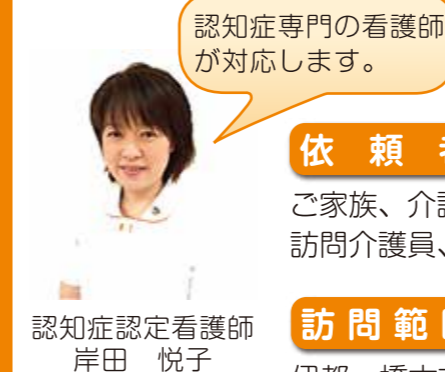 認知症専門の看護師
が対応します。
依 頼
ご家族、介
訪問介護員、
認知症認定看護師
岸田 悦子
訪 問 範